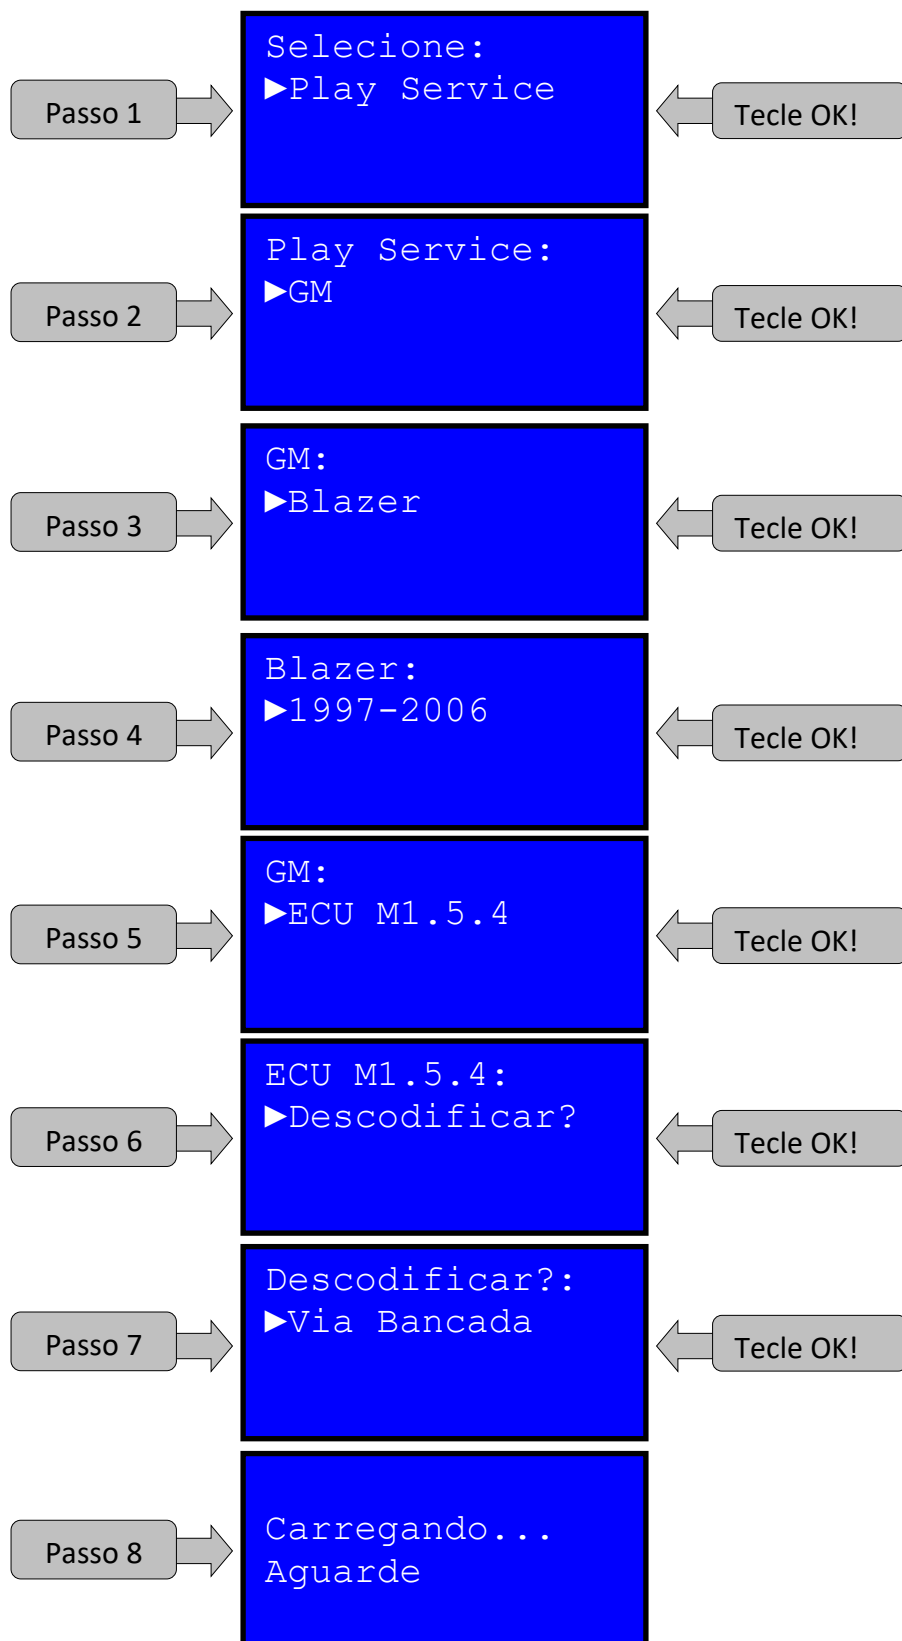 Passo 1
Selecione:
►Play Service
Tecle OK!
Passo 2
Play Service:
►GM
Tecle OK!
Passo 3
GM:
►Blazer
Tecle OK!
Passo 4
Blazer:
►1997-2006
Tecle OK!
Passo 5
GM:
►ECU M1.5.4
Tecle OK!
Passo 6
ECU M1.5.4:
►Descodificar?
Tecle OK!
Passo 7
Descodificar?:
►Via Bancada
Tecle OK!
Passo 8
Carregando...
Aguarde